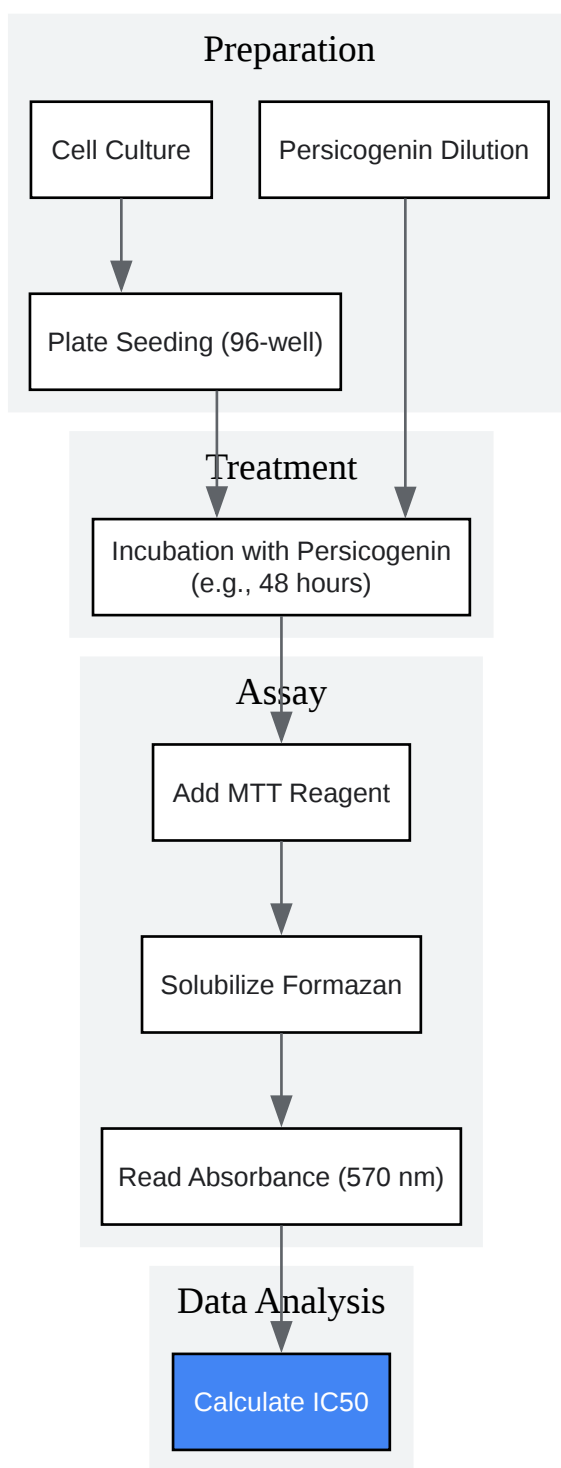 Preparation
Cell Culture
Persicogenin Dilution
Plate Seeding (96-well)
Treatment
Incubation with Persicogenin
(e.g., 48 hours)
Assay
Add MTT Reagent
Solubilize Formazan
Read Absorbance (570 nm)
Data Analysis
Calculate IC50